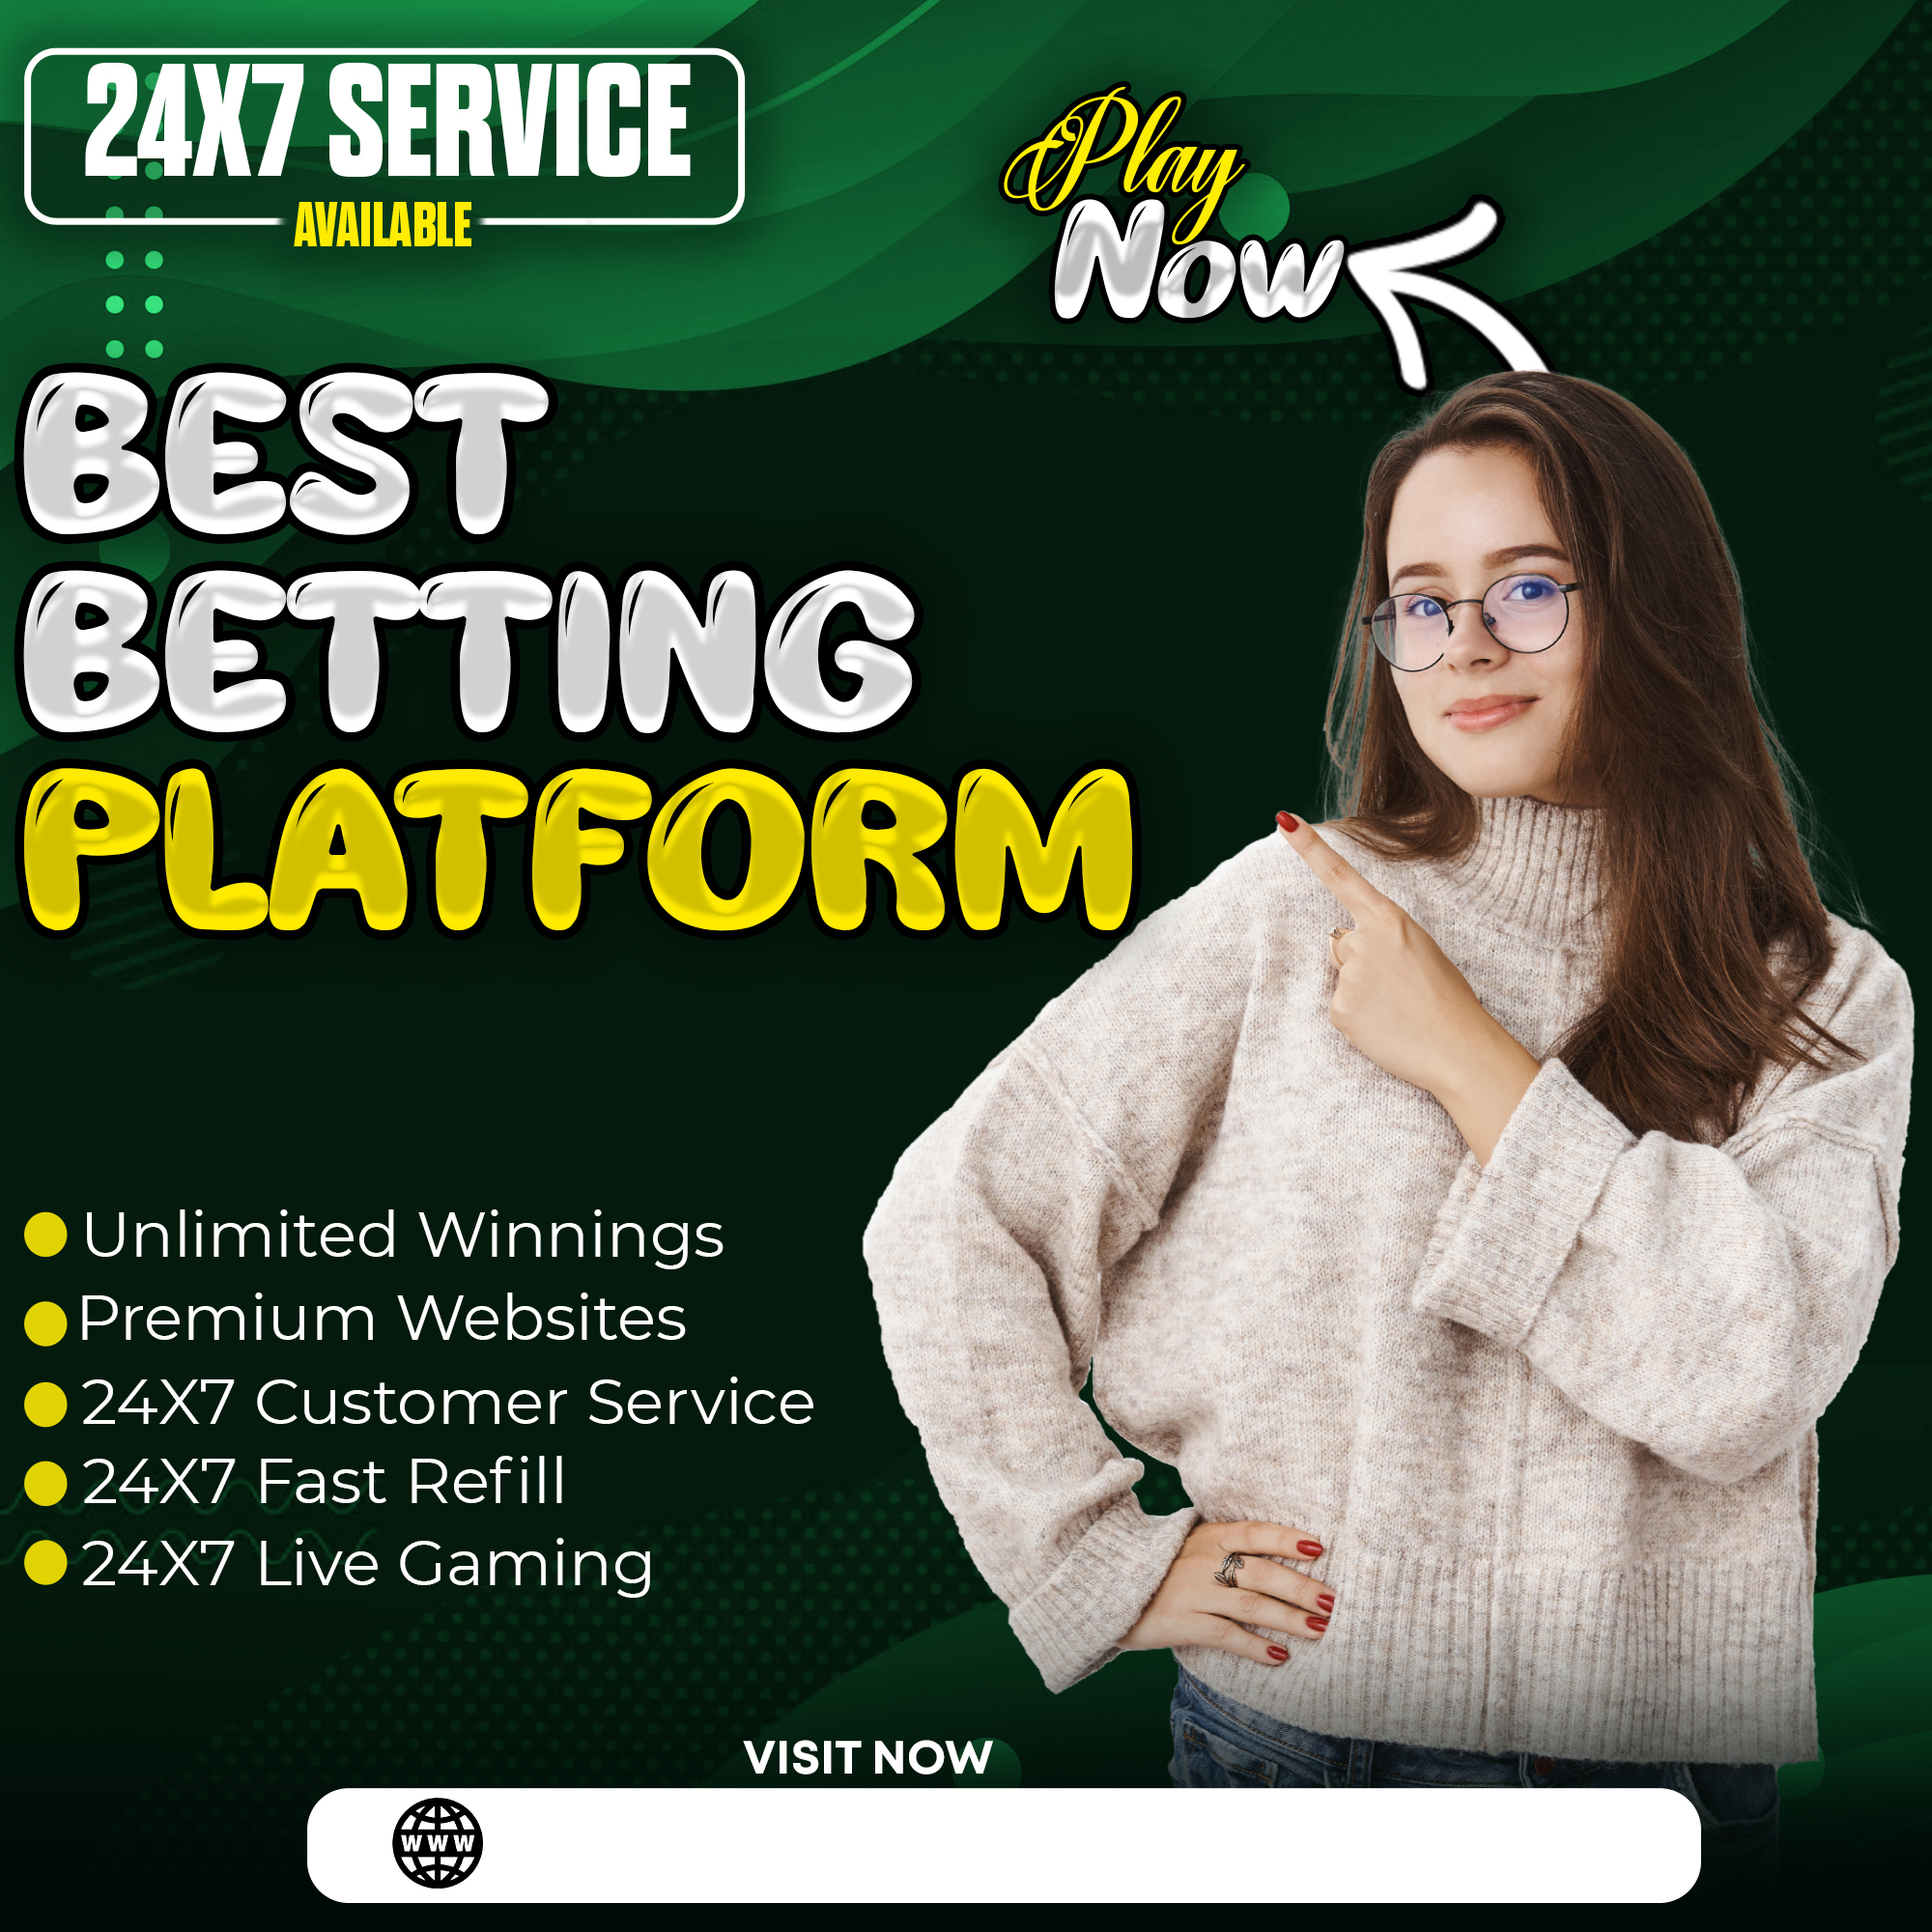 24X7 SERVICE
AVAILABLE
Play
Now
BEST
BETTING
PLATFORM
Unlimited Winnings
Premium Websites
24X7 Customer Service
24X7 Fast Refill
24X7 Live Gaming
VISIT NOW
WWW